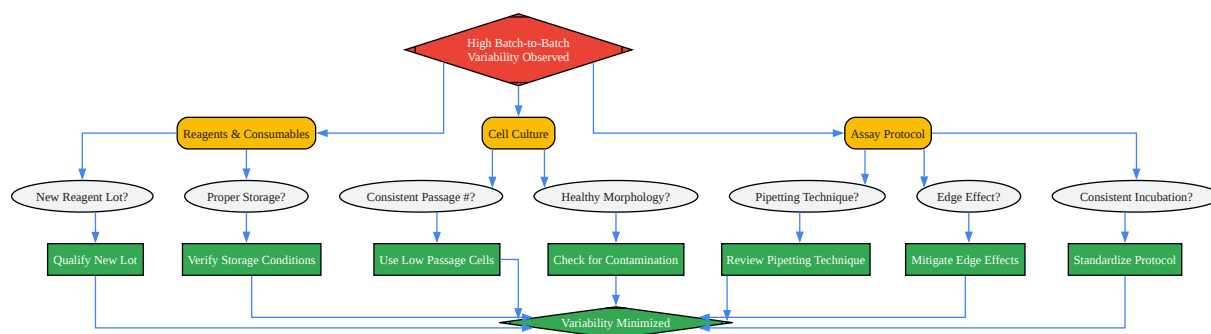 High Batch-to-Batch
Variability Observed
Reagents & Consumables
Cell Culture
Assay Protocol
New Reagent Lot?
Proper Storage?
Consistent Passage #?
Healthy Morphology?
Pipetting Technique?
Edge Effect?
Consistent Incubation?
Qualify New Lot
Verify Storage Conditions
Use Low Passage Cells
Check for Contamination
Review Pipetting Technique
Mitigate Edge Effects
Standardize Protocol
Variability Minimized